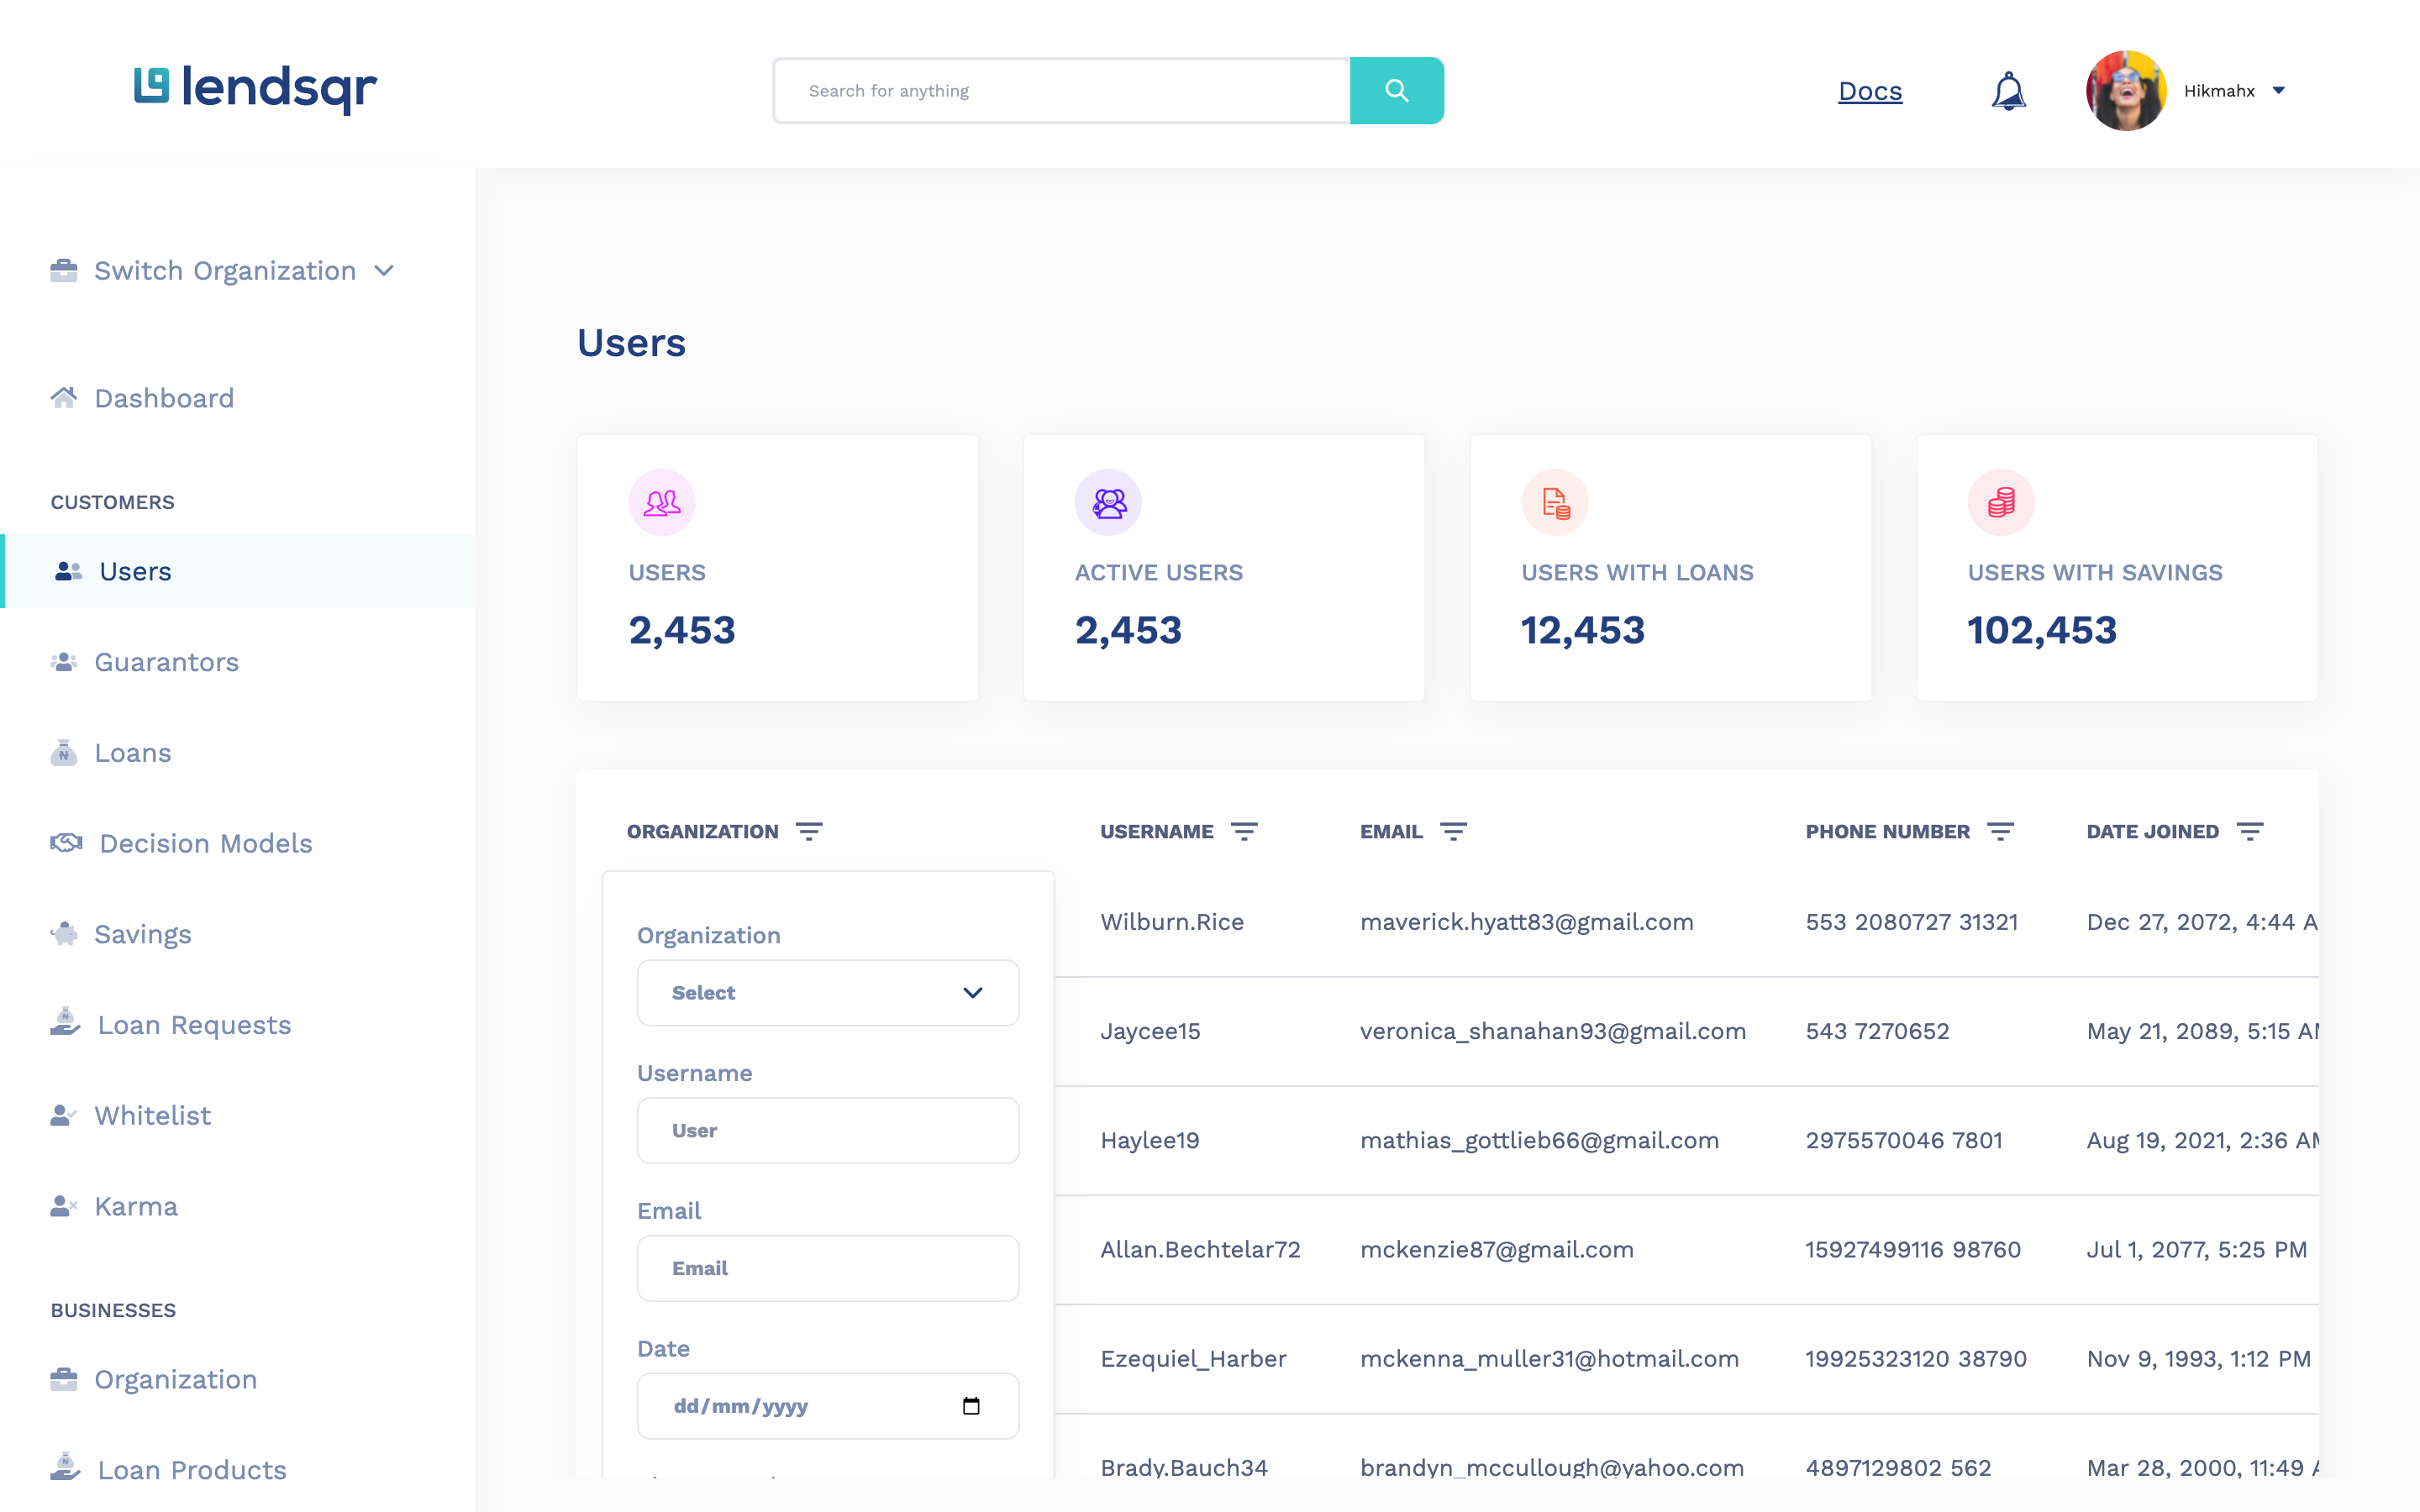 lendsqr
Search for anything
Docs
Hikmahx
Switch Organization
Dashboard
CUSTOMERS
Users
Guarantors
Loans
Decision Models
Savings
Loan Requests
Whitelist
Karma
BUSINESSES
Organization
Loan Products
Users
USERS
2,453
ACTIVE USERS
2,453
USERS WITH LOANS
12,453
USERS WITH SAVINGS
102,453
ORGANIZATION USERNAME EMAIL PHONE NUMBER DATE JOINED
Organization
Select
Username
User
Email
Email
Date
dd/mm/yyyy
Wilburn.Rice maverick.hyatt83@gmail.com 553 2080727 31321 Dec 27, 2072, 4:44 A
Jaycee15 veronica_shanahan93@gmail.com 543 7270652 May 21, 2089, 5:15 AM
Haylee19 mathias_gottlieb66@gmail.com 2975570046 7801 Aug 19, 2021, 2:36 AM
Allan.Bechtelar72 mckenzie87@gmail.com 15927499116 98760 Jul 1, 2077, 5:25 PM
Ezequiel_Harber mckenna_muller31@hotmail.com 19925323120 38790 Nov 9, 1993, 1:12 PM
Brady.Bauch34 brandyn_mccullough@yahoo.com 4897129802 562 Mar 28, 2000, 11:49 A